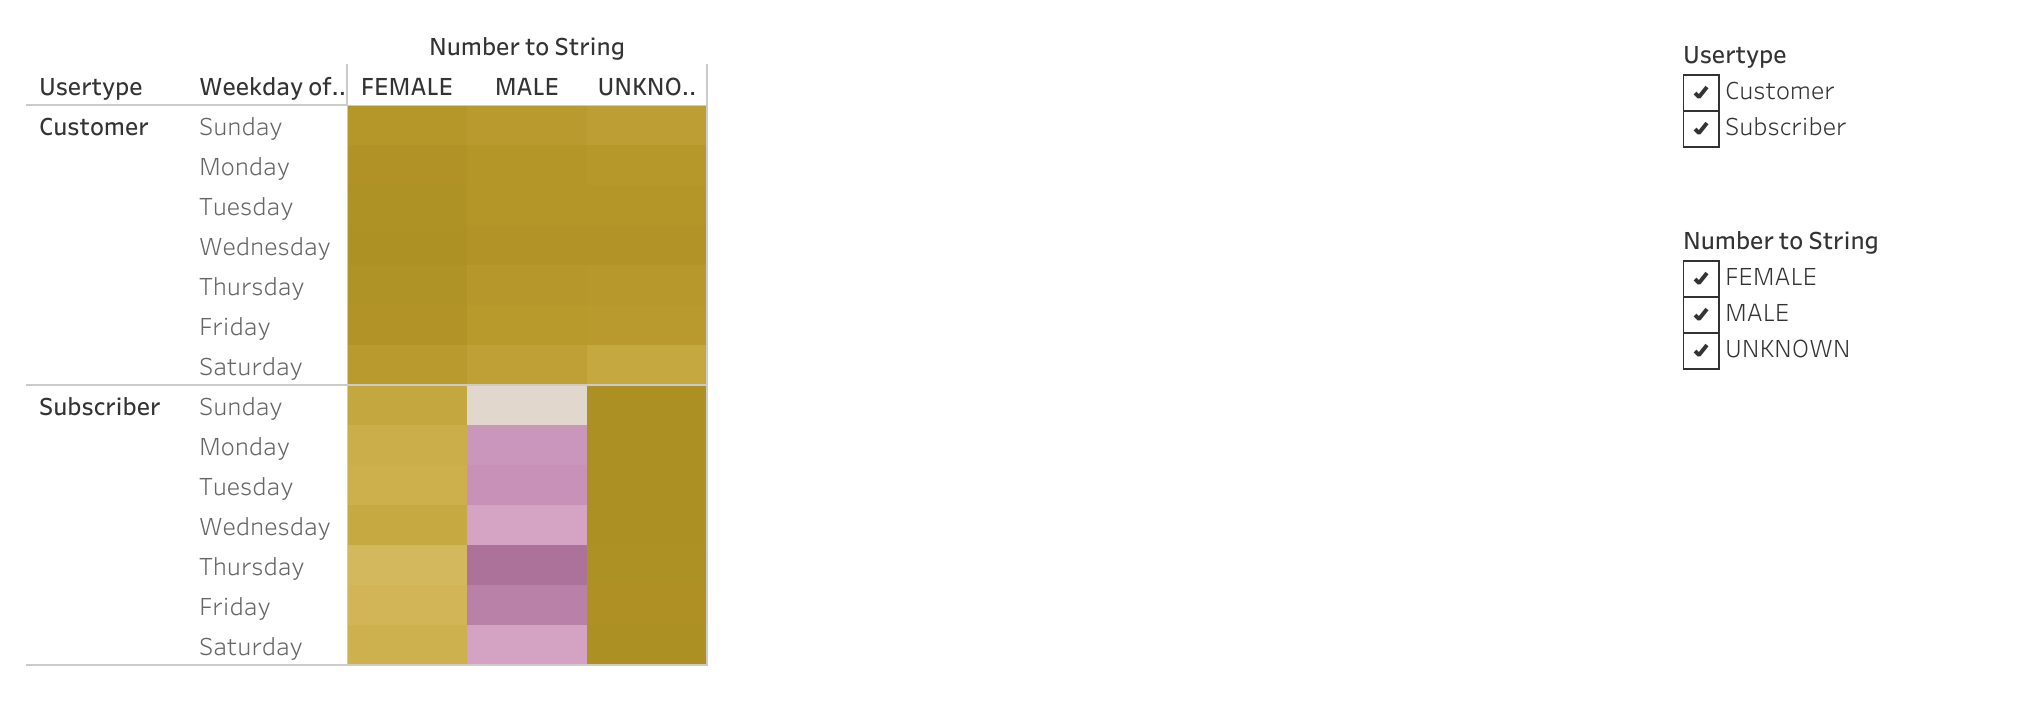 Number to String
Usertype Weekday of.. FEMALE MALE UNKNO..
Customer Sunday
Monday
Tuesday
Wednesday
Thursday
Friday
Saturday
Subscriber Sunday
Monday
Tuesday
Wednesday
Thursday
Friday
Saturday
Usertype
Customer
Subscriber
Number to String
FEMALE
MALE
UNKNOWN